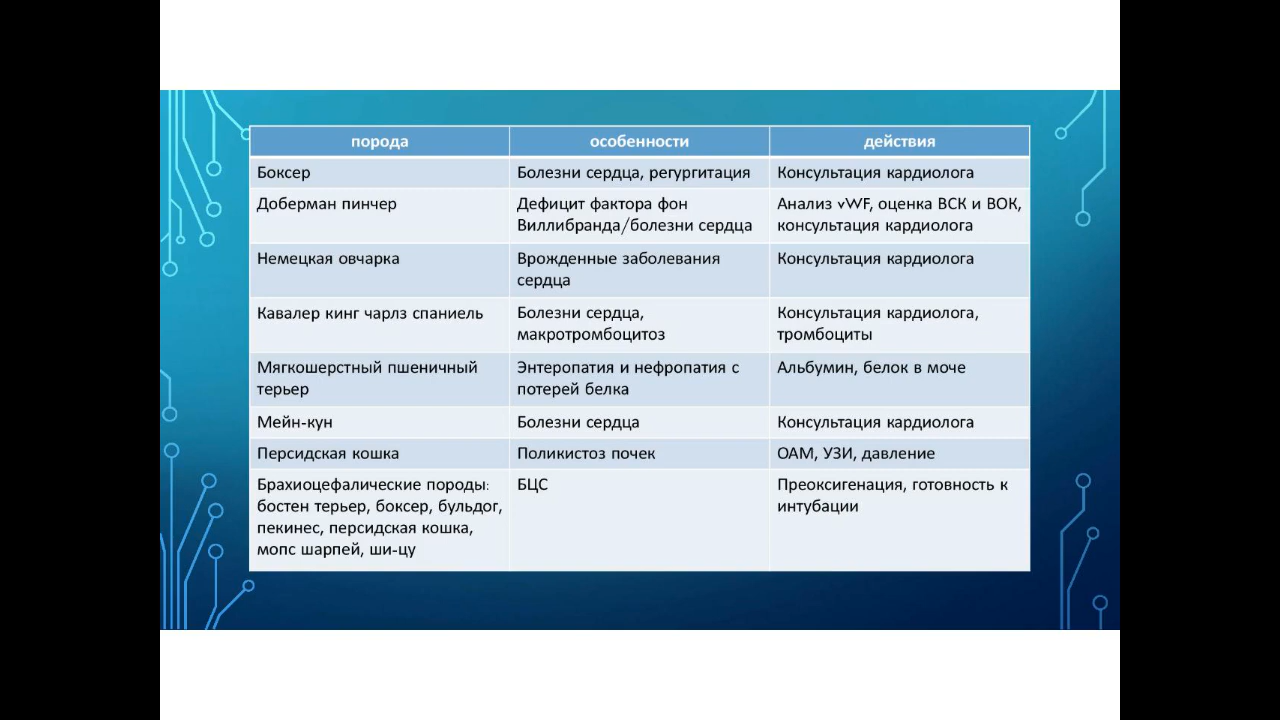 порода особенности действия
Боксер Болезни сердца, регургитация Консультация кардиолога
Доберман пинчер Дефицит фактора фон Анализ vWF, оценка ВСК и ВОК,
Виллибранда/болезни сердца консультация кардиолога
Немецкая овчарка Врожденные заболевания Консультация кардиолога
сердца
Кавалер кинг чарлз спаниель Болезни сердца, Консультация кардиолога,
макротромбоцитоз тромбоциты
Мягкошерстный пшеничный Энтеропатия и нефропатия с Альбумин, белок в моче
терьер потерей белка
Мейн-кун Болезни сердца Консультация кардиолога
Персидская кошка Поликистоз почек ОАМ, УЗИ, давление
Брахиоцефалические породы: БЦС Преоксигенация, готовность к
бостен терьер, боксер, бульдог, интубации
пекинес, персидская кошка,
мопс шарпей, ши-цу